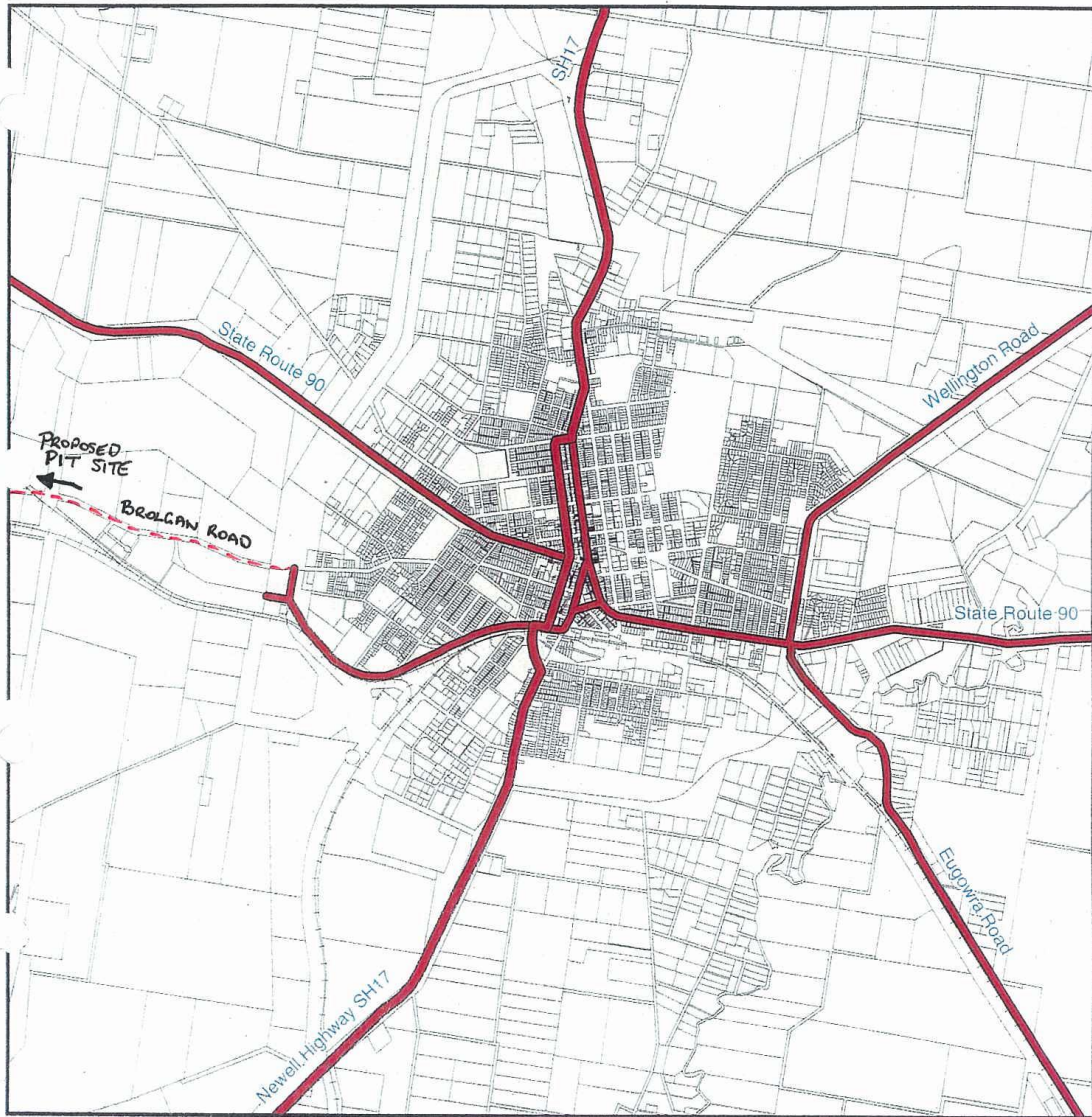 SH17
State Route 90
Wellington Road
PROPOSED
PIT SITE
BROLGAN ROAD
State Route 90
Eugowra Road
Newell Highway SH17